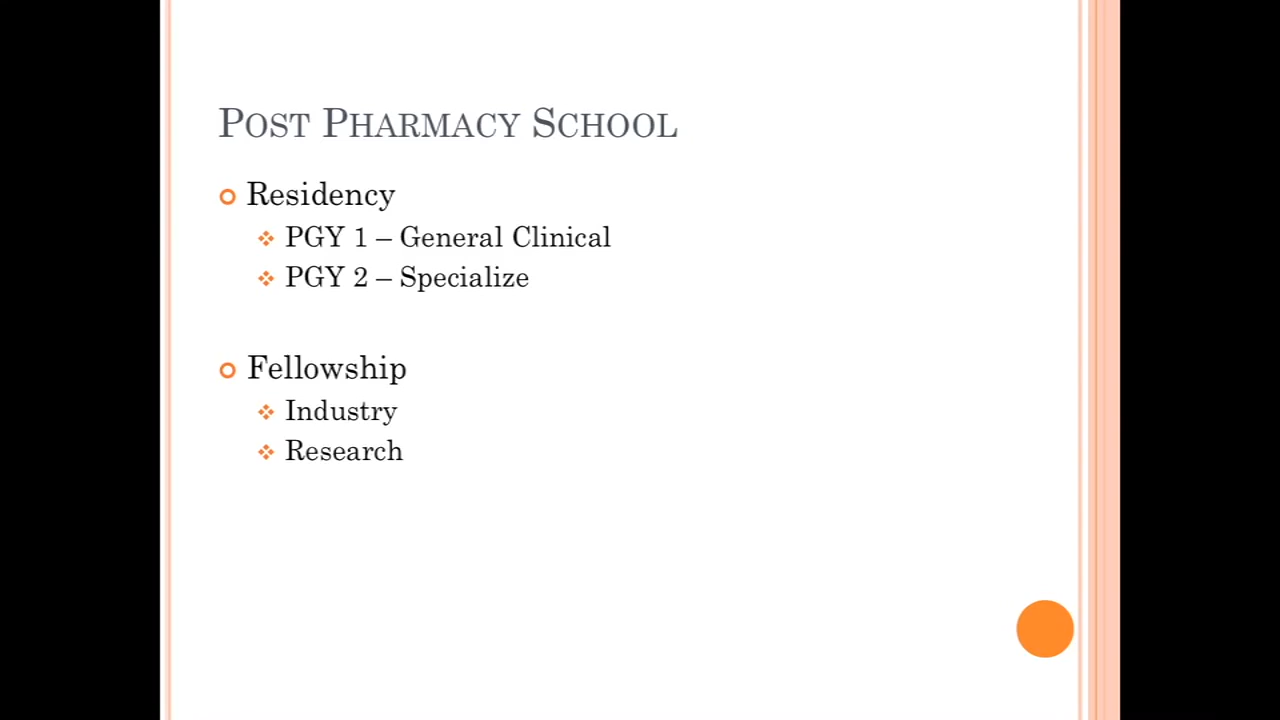 Post Pharmacy School
Residency
PGY 1 – General Clinical
PGY 2 – Specialize
Fellowship
Industry
Research